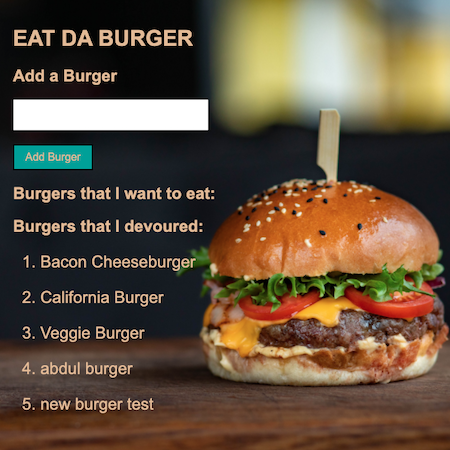 EAT DA BURGER
Add a Burger
Add Burger
Burgers that I want to eat:
Burgers that I devoured:
1. Bacon Cheeseburger
2. California Burger
3. Veggie Burger
4. abdul burger
5. new burger test